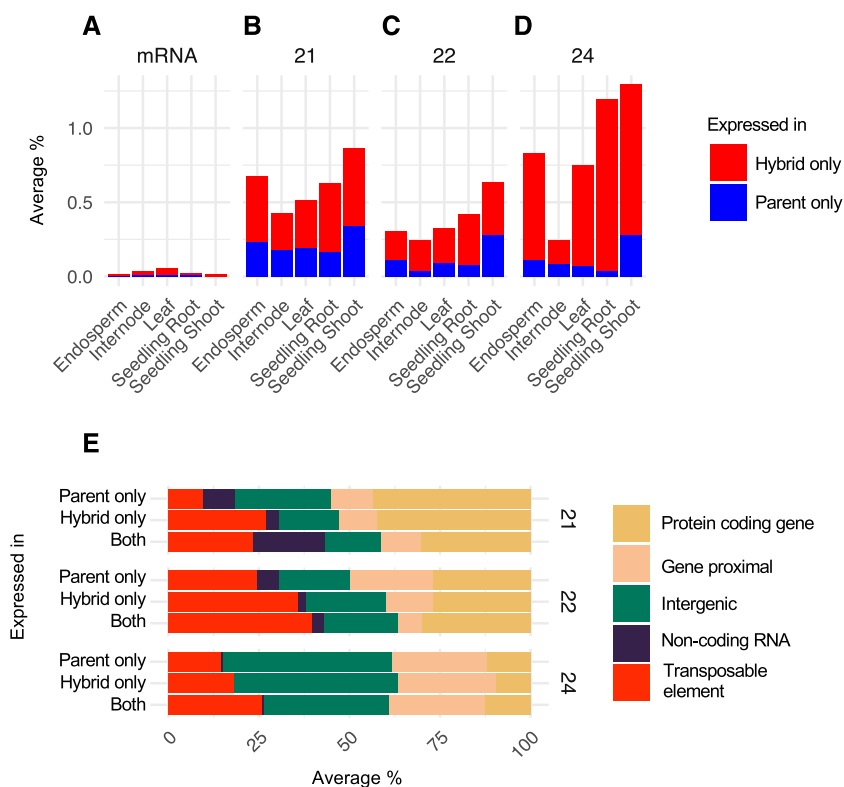 A B C D
mRNA 21 22 24
Average %
1.0
0.5
0.0
Endosperm
Internode
Leaf
Seedling Root
Seedling Shoot
Endosperm
Internode
Leaf
Seedling Root
Seedling Shoot
Endosperm
Internode
Leaf
Seedling Root
Seedling Shoot
Endosperm
Internode
Leaf
Seedling Root
Seedling Shoot
Expressed in
Hybrid only
Parent only
E
Expressed in
Parent only
Hybrid only
Both
21
Parent only
Hybrid only
Both
22
Parent only
Hybrid only
Both
24
0 25 50 75 100
Average %
Protein coding gene
Gene proximal
Intergenic
Non-coding RNA
Transposable
element